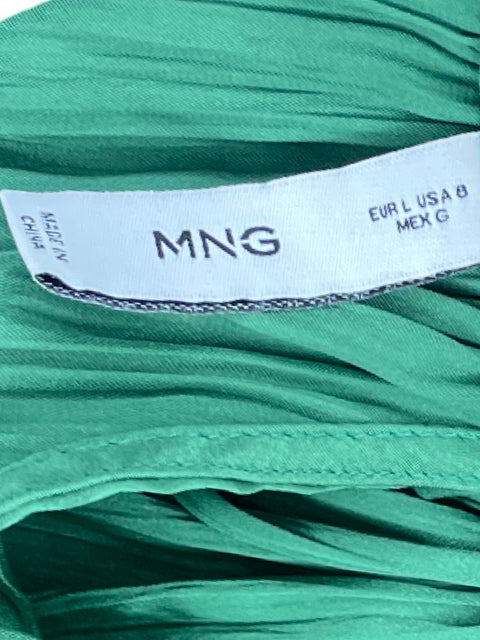 MADE IN
CHINA
MNG
EUR L USA 8
MEX G